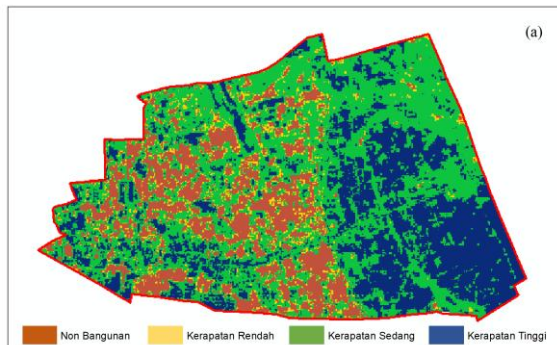 (a)
Non Bangunan
Kerapatan Rendah
Kerapatan Sedang
Kerapatan Tinggi